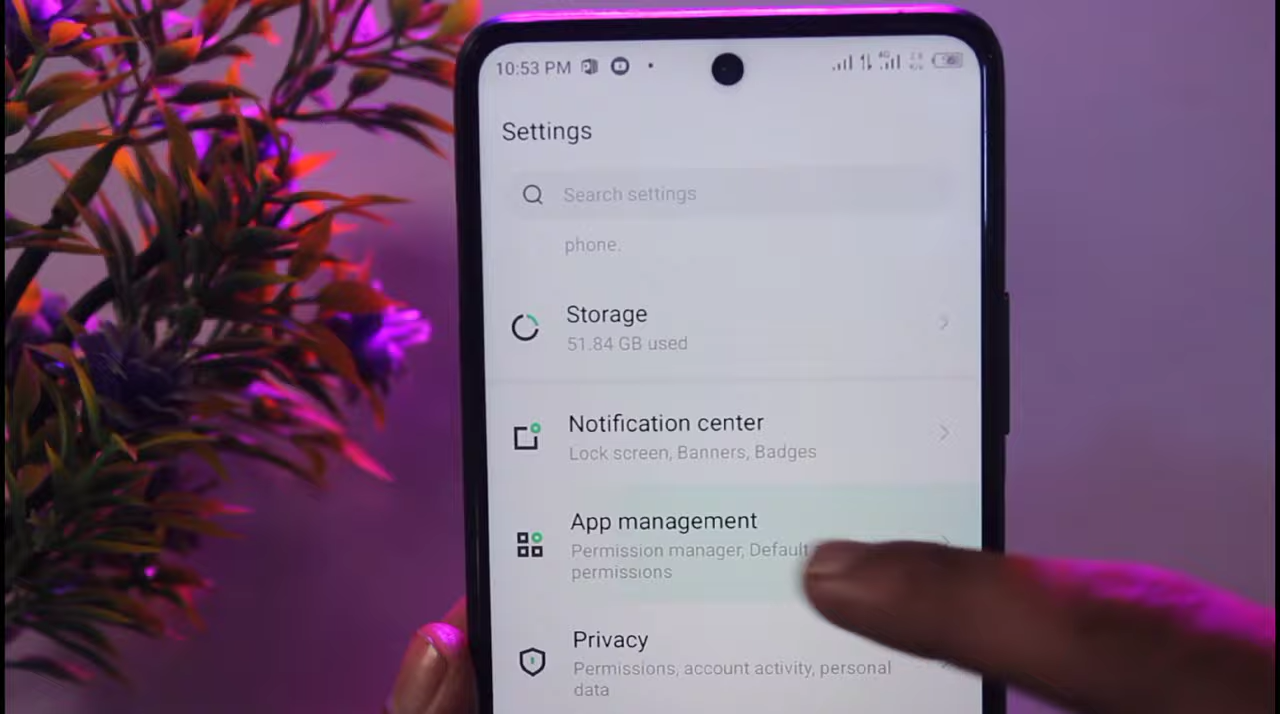 10:53 PM
4G
Settings
Search settings
phone.
Storage
51.84 GB used
Notification center
Lock screen, Banners, Badges
App management
Permission manager, Default
permissions
Privacy
Permissions, account activity, personal
data